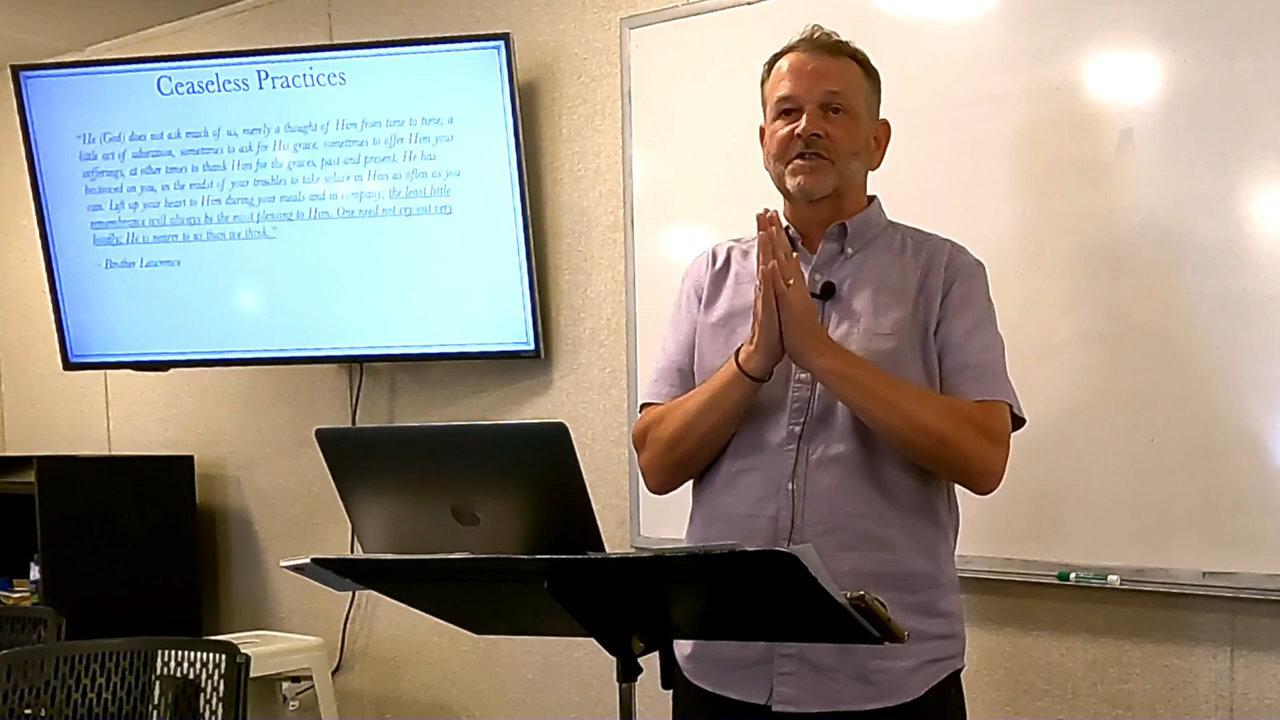 Ceaseless Practices
"He (God) does not ask much of us, merely a thought of Him from time to time, a
little act of adoration, sometimes to ask for His grace, sometimes to offer Him your
sufferings, at other times to thank Him for the graces, past and present, He has
bestowed on you, in the midst of your troubles to take solace in Him as often as you
can. Lift up your heart to Him during your meals and in company; the least little
remembrance will always be the most pleasing to Him. One need not cry out very
loudly; He is nearer to us than we think."
- Brother Lawrence